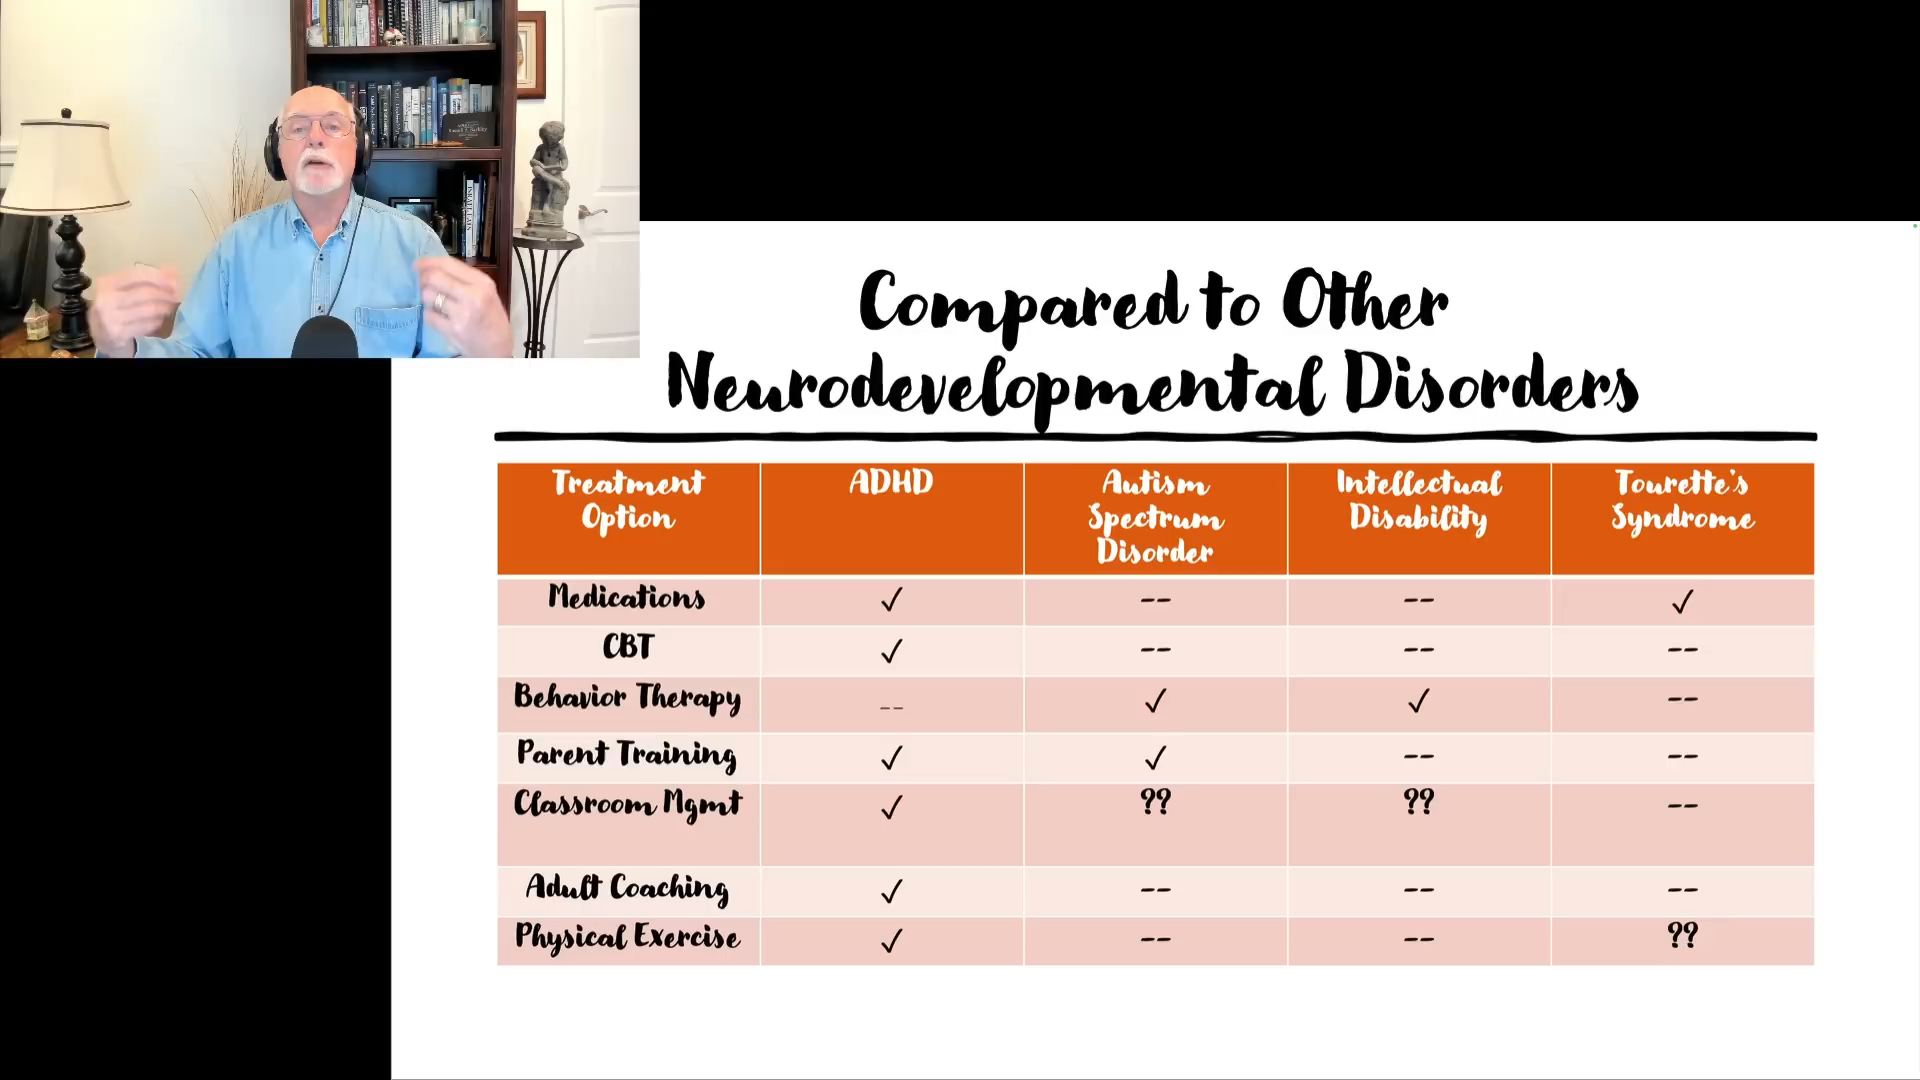 Compared to Other
Neurodevelopmental Disorders
Treatment Option | ADHD | Autism Spectrum Disorder | Intellectual Disability | Tourette's Syndrome
Medications | ✓ | -- | -- | ✓
CBT | ✓ | -- | -- | --
Behavior Therapy | -- | ✓ | ✓ | --
Parent Training | ✓ | ✓ | -- | --
Classroom Mgmt | ✓ | ?? | ?? | --
Adult Coaching | ✓ | -- | -- | --
Physical Exercise | ✓ | -- | -- | ??